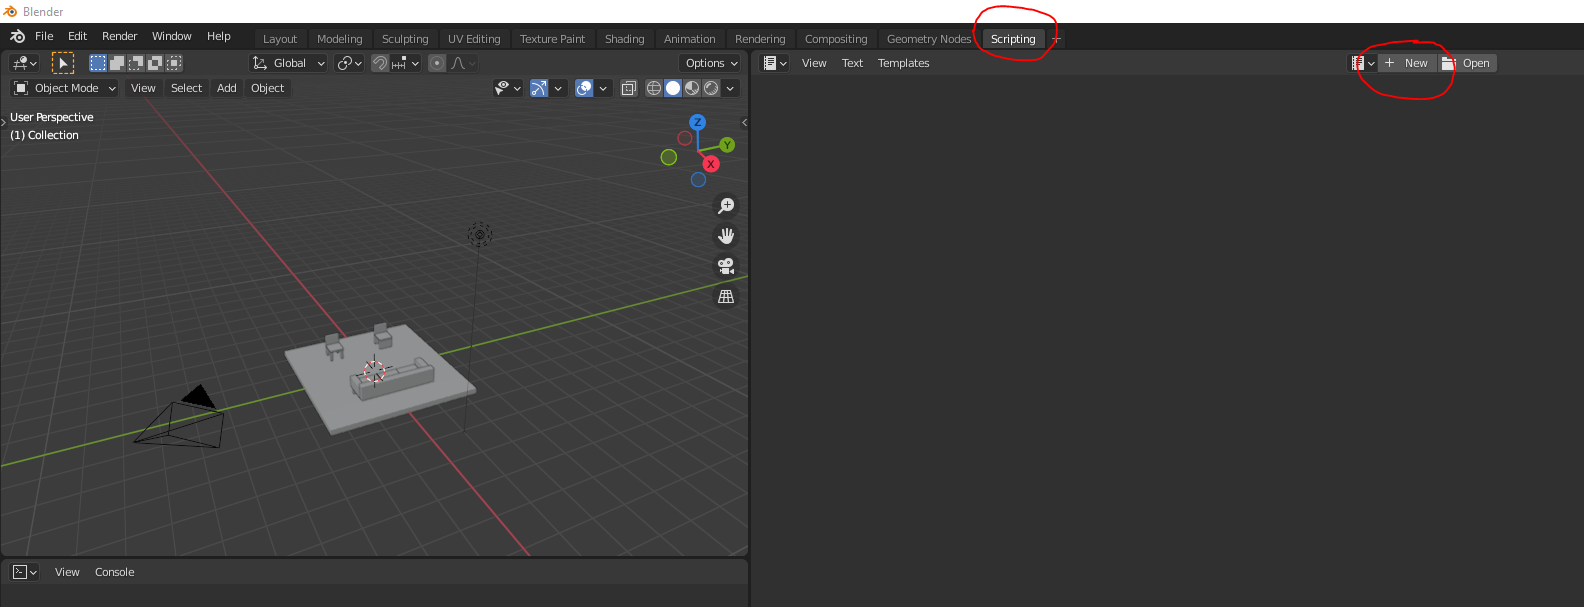 Blender
File Edit Render Window Help Layout Modeling Sculpting UV Editing Texture Paint Shading Animation Rendering Compositing Geometry Nodes Scripting +
Global Options
View Text Templates + New Open
Object Mode View Select Add Object
User Perspective
(1) Collection
Z
Y
X
View Console